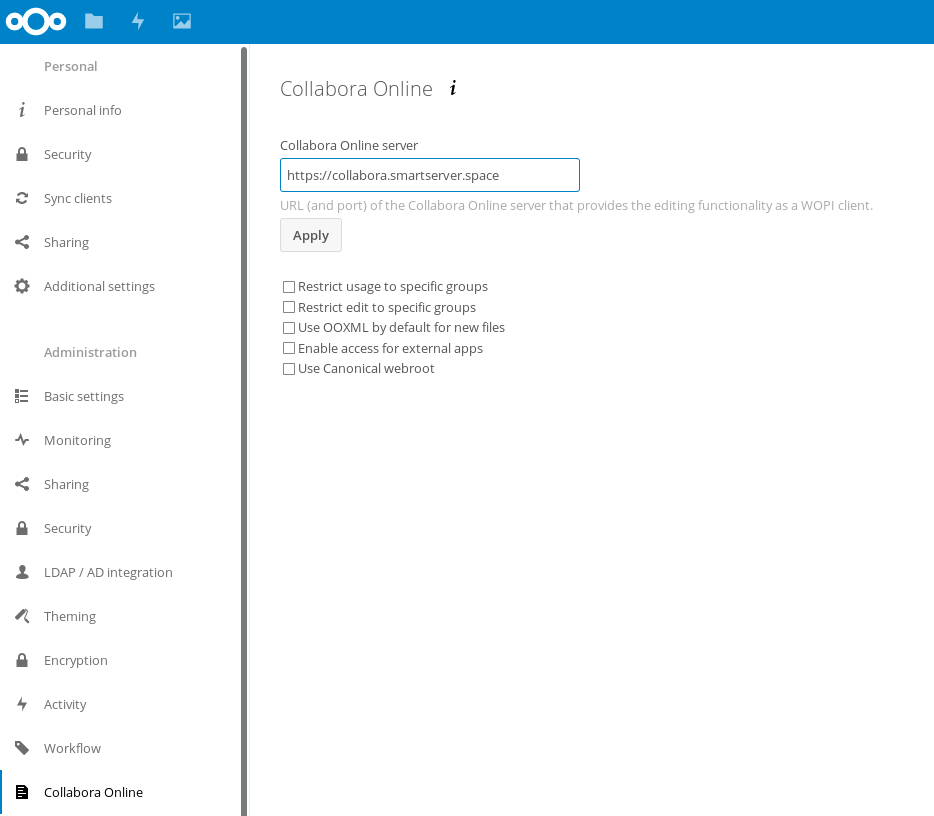 Personal
Personal info
Security
Sync clients
Sharing
Additional settings
Administration
Basic settings
Monitoring
Sharing
Security
LDAP / AD integration
Theming
Encryption
Activity
Workflow
Collabora Online
Collabora Online i
Collabora Online server
https://collabora.smartserver.space
URL (and port) of the Collabora Online server that provides the editing functionality as a WOPI client.
Apply
Restrict usage to specific groups
Restrict edit to specific groups
Use OOXML by default for new files
Enable access for external apps
Use Canonical webroot